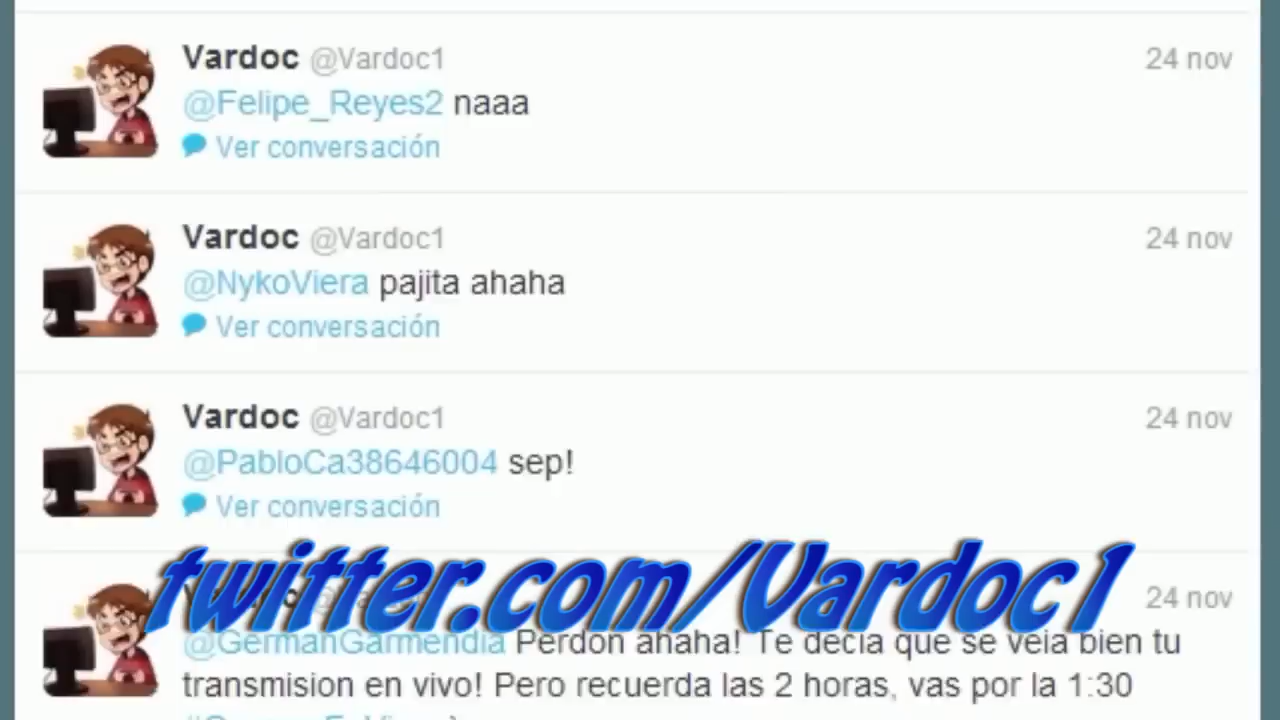 Vardoc @Vardoc1 24 nov
@Felipe_Reyes2 naaa
Ver conversación
Vardoc @Vardoc1 24 nov
@NykoViera pajita ahaha
Ver conversación
Vardoc @Vardoc1 24 nov
@PabloCa38646004 sep!
Ver conversación
twitter.com/Vardoc1
24 nov
@GermanGarmendia Perdon ahaha! Te decia que se veia bien tu
transmision en vivo! Pero recuerda las 2 horas, vas por la 1:30